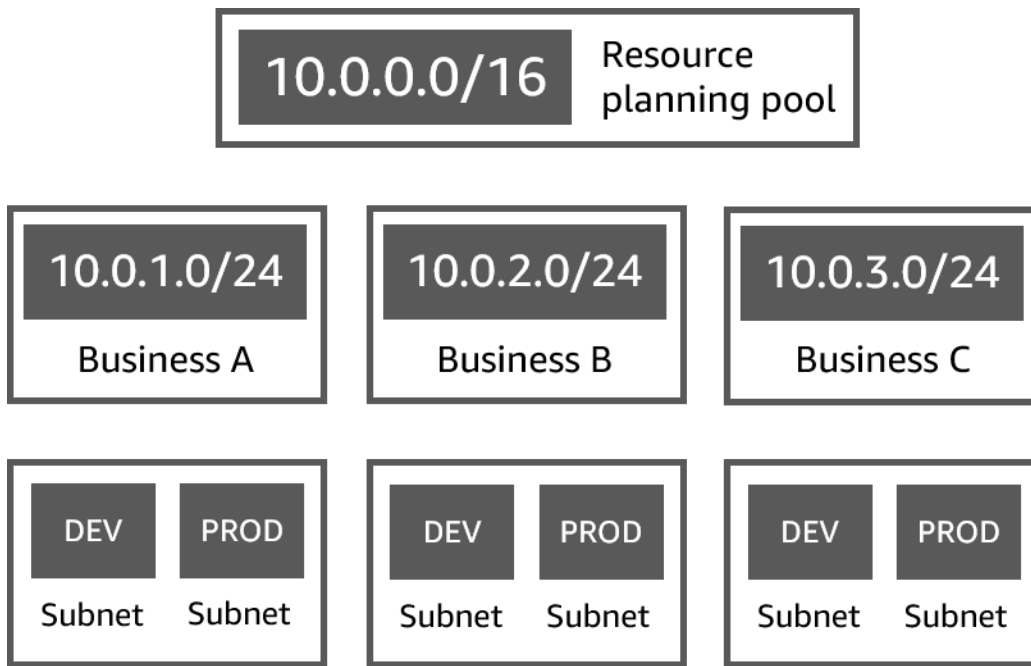 10.0.0.0/16
Resource
planning pool
10.0.1.0/24
Business A
10.0.2.0/24
Business B
10.0.3.0/24
Business C
DEV
PROD
Subnet
Subnet
DEV
PROD
Subnet
Subnet
DEV
PROD
Subnet
Subnet